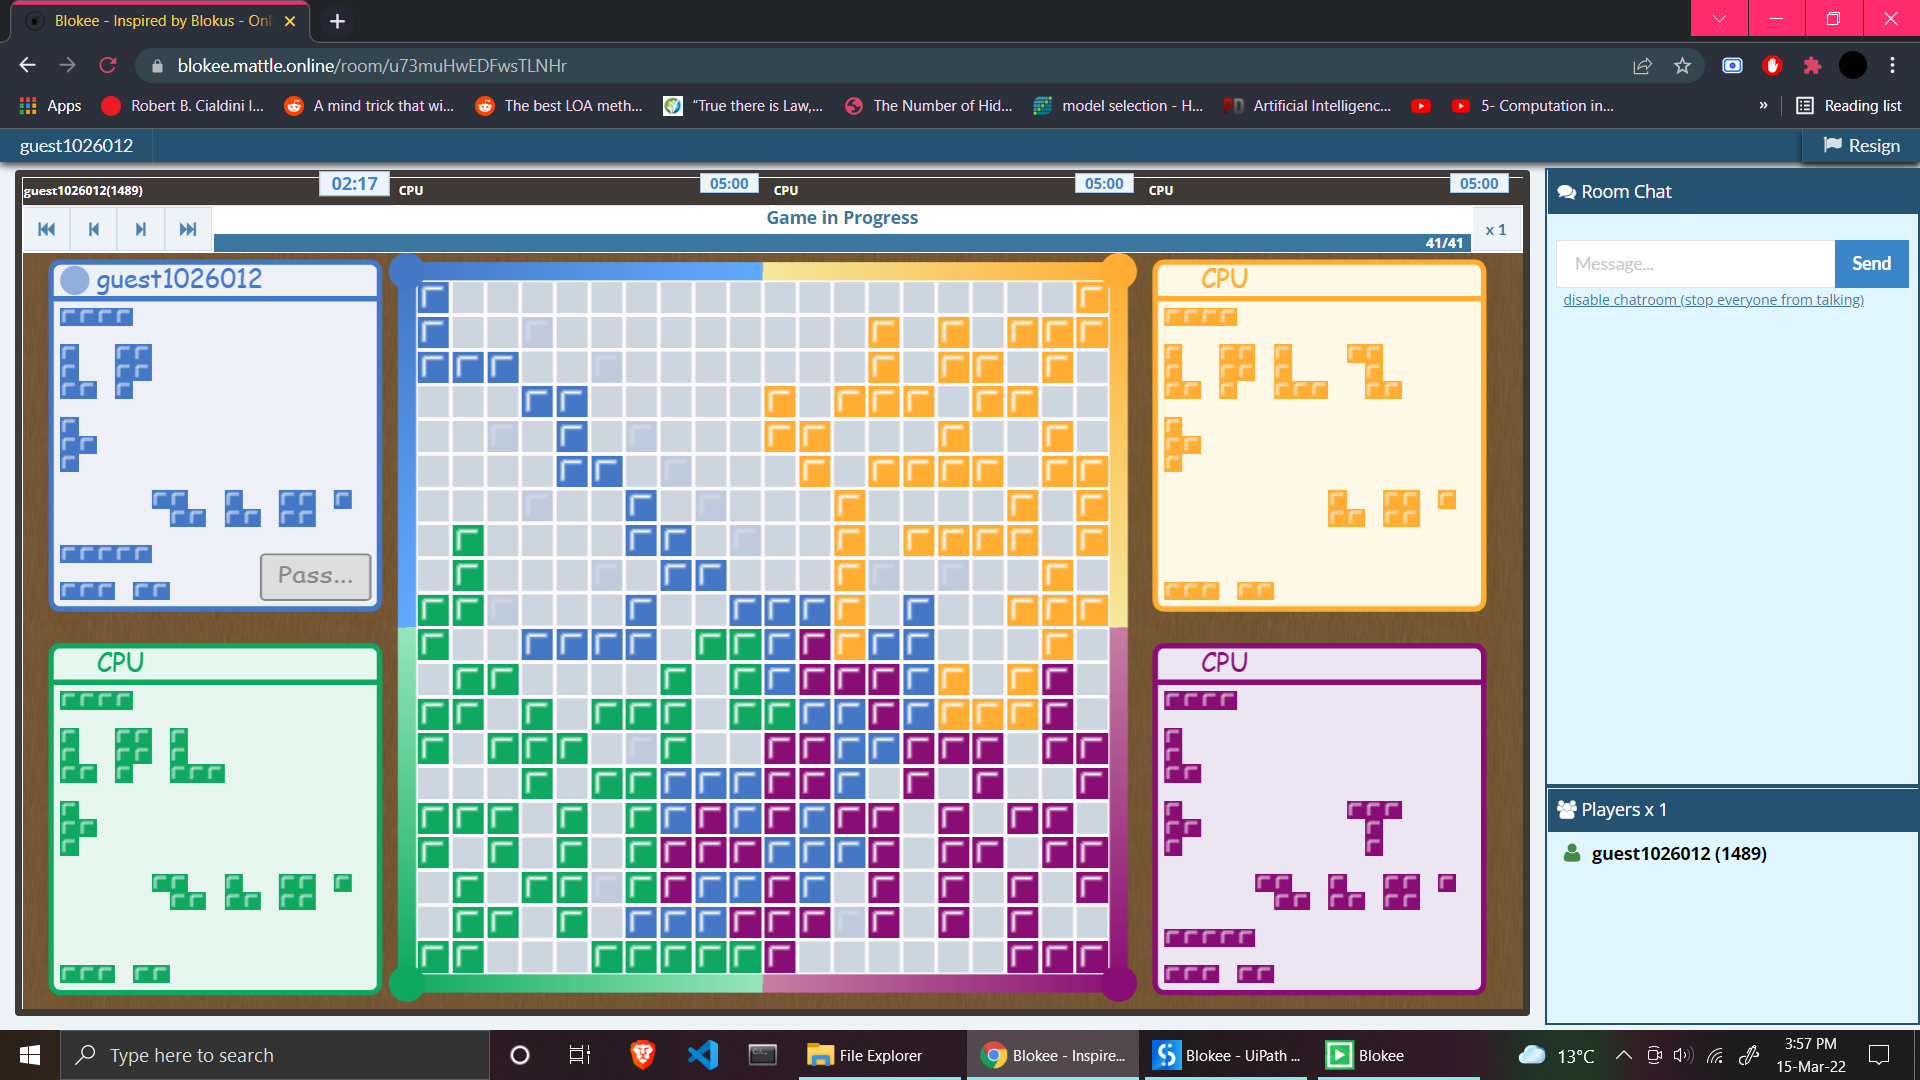 Blokee - Inspired by Blokus - Onl
blokee.mattle.online/room/u73muHwEDFwsTLNHr
Apps
Robert B. Cialdini I...
A mind trick that wi...
The best LOA meth...
“True there is Law,...
The Number of Hid...
model selection - H...
Artificial Intelligenc...
5- Computation in...
»
Reading list
guest1026012
Resign
guest1026012(1489)
02:17
CPU
05:00
CPU
05:00
CPU
05:00
Game in Progress
41/41
x 1
guest1026012
Pass...
CPU
CPU
CPU
Room Chat
Message...
Send
disable chatroom (stop everyone from talking)
Players x 1
guest1026012 (1489)
Type here to search
File Explorer
Blokee - Inspire...
Blokee - UiPath ...
Blokee
13°C
3:57 PM
15-Mar-22